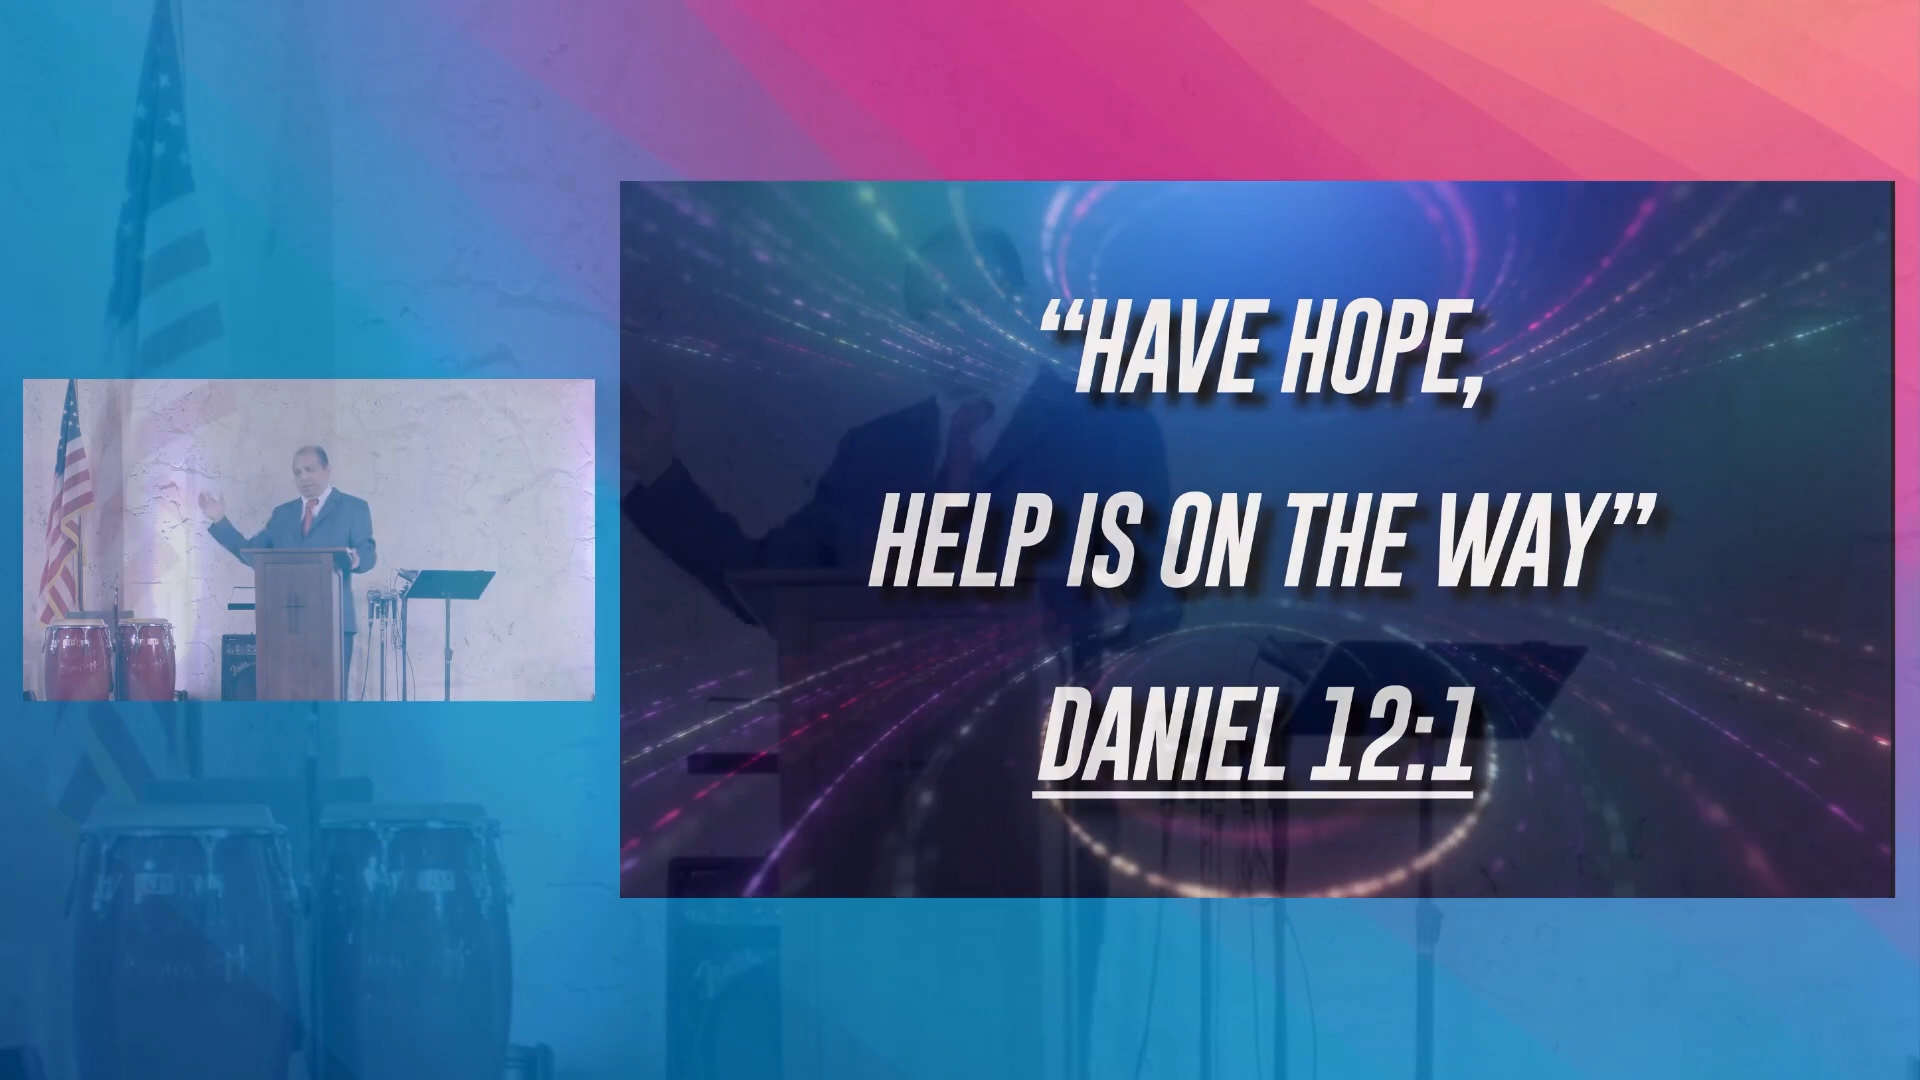 “HAVE HOPE,
HELP IS ON THE WAY”
DANIEL 12:1